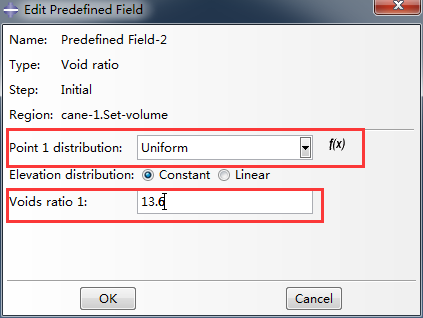 Edit Predefined Field
Name: Predefined Field-2
Type: Void ratio
Step: Initial
Region: cane-1.Set-volume
Point 1 distribution: Uniform f(x)
Elevation distribution: Constant Linear
Voids ratio 1: 13.6
OK Cancel